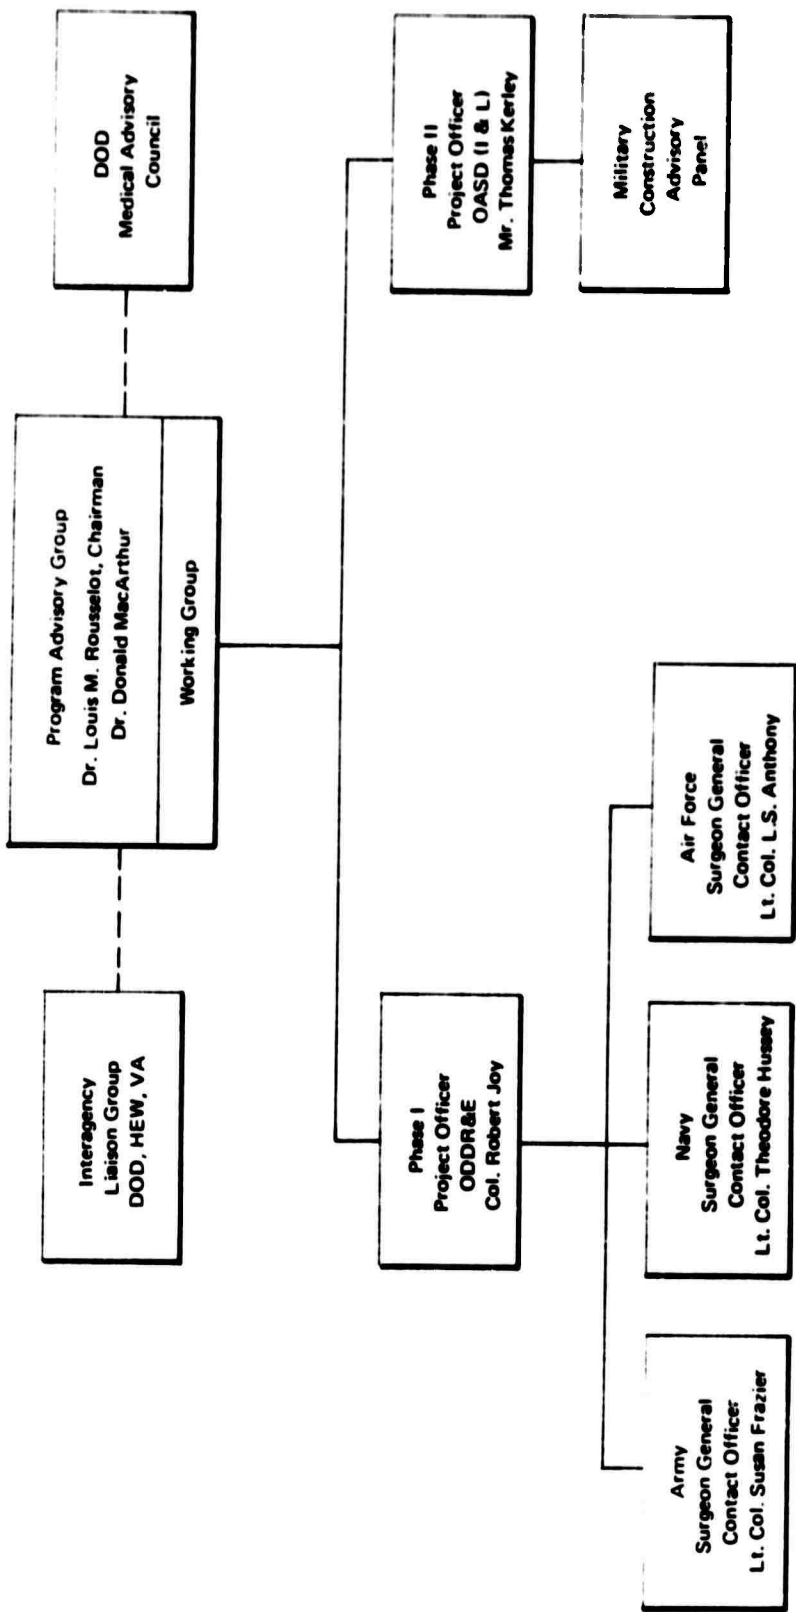 Interagency
Liaison Group
DOD, HEW, VA
Program Advisory Group
Dr. Louis M. Rousselot, Chairman
Dr. Donald MacArthur
Working Group
DOD
Medical Advisory
Council
Phase I
Project Officer
ODDR&E
Col. Robert Joy
Phase II
Project Officer
OASD (I & L)
Mr. Thomas Kerley
Army
Surgeon General
Contact Officer
Lt. Col. Susan Frazier
Navy
Surgeon General
Contact Officer
Lt. Col. Theodore Hussey
Air Force
Surgeon General
Contact Officer
Lt. Col. L.S. Anthony
Military
Construction
Advisory
Panel